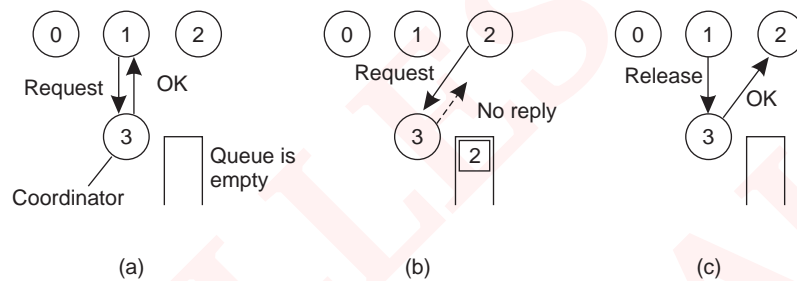 0 1 2
Request OK
3
Queue is
empty
Coordinator
(a)
0 1 2
Request
No reply
3
2
(b)
0 1 2
Release
OK
3
(c)